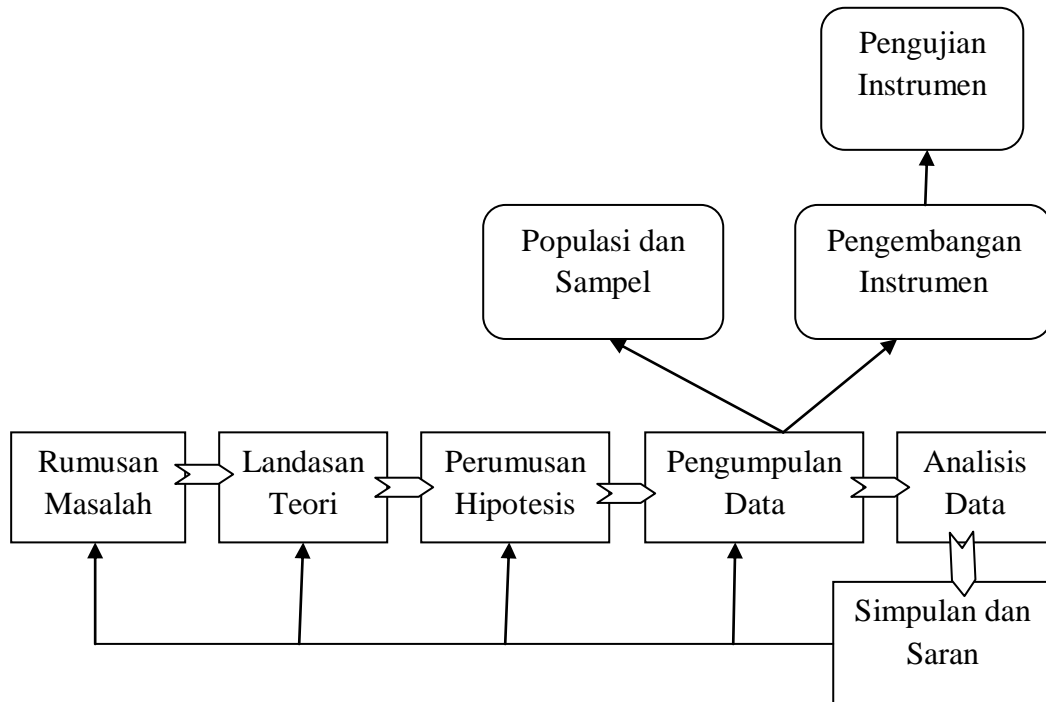 Pengujian
Instrumen
Populasi dan
Sampel
Pengembangan
Instrumen
Rumusan
Masalah
Landasan
Teori
Perumusan
Hipotesis
Pengumpulan
Data
Analisis
Data
Simpulan dan
Saran